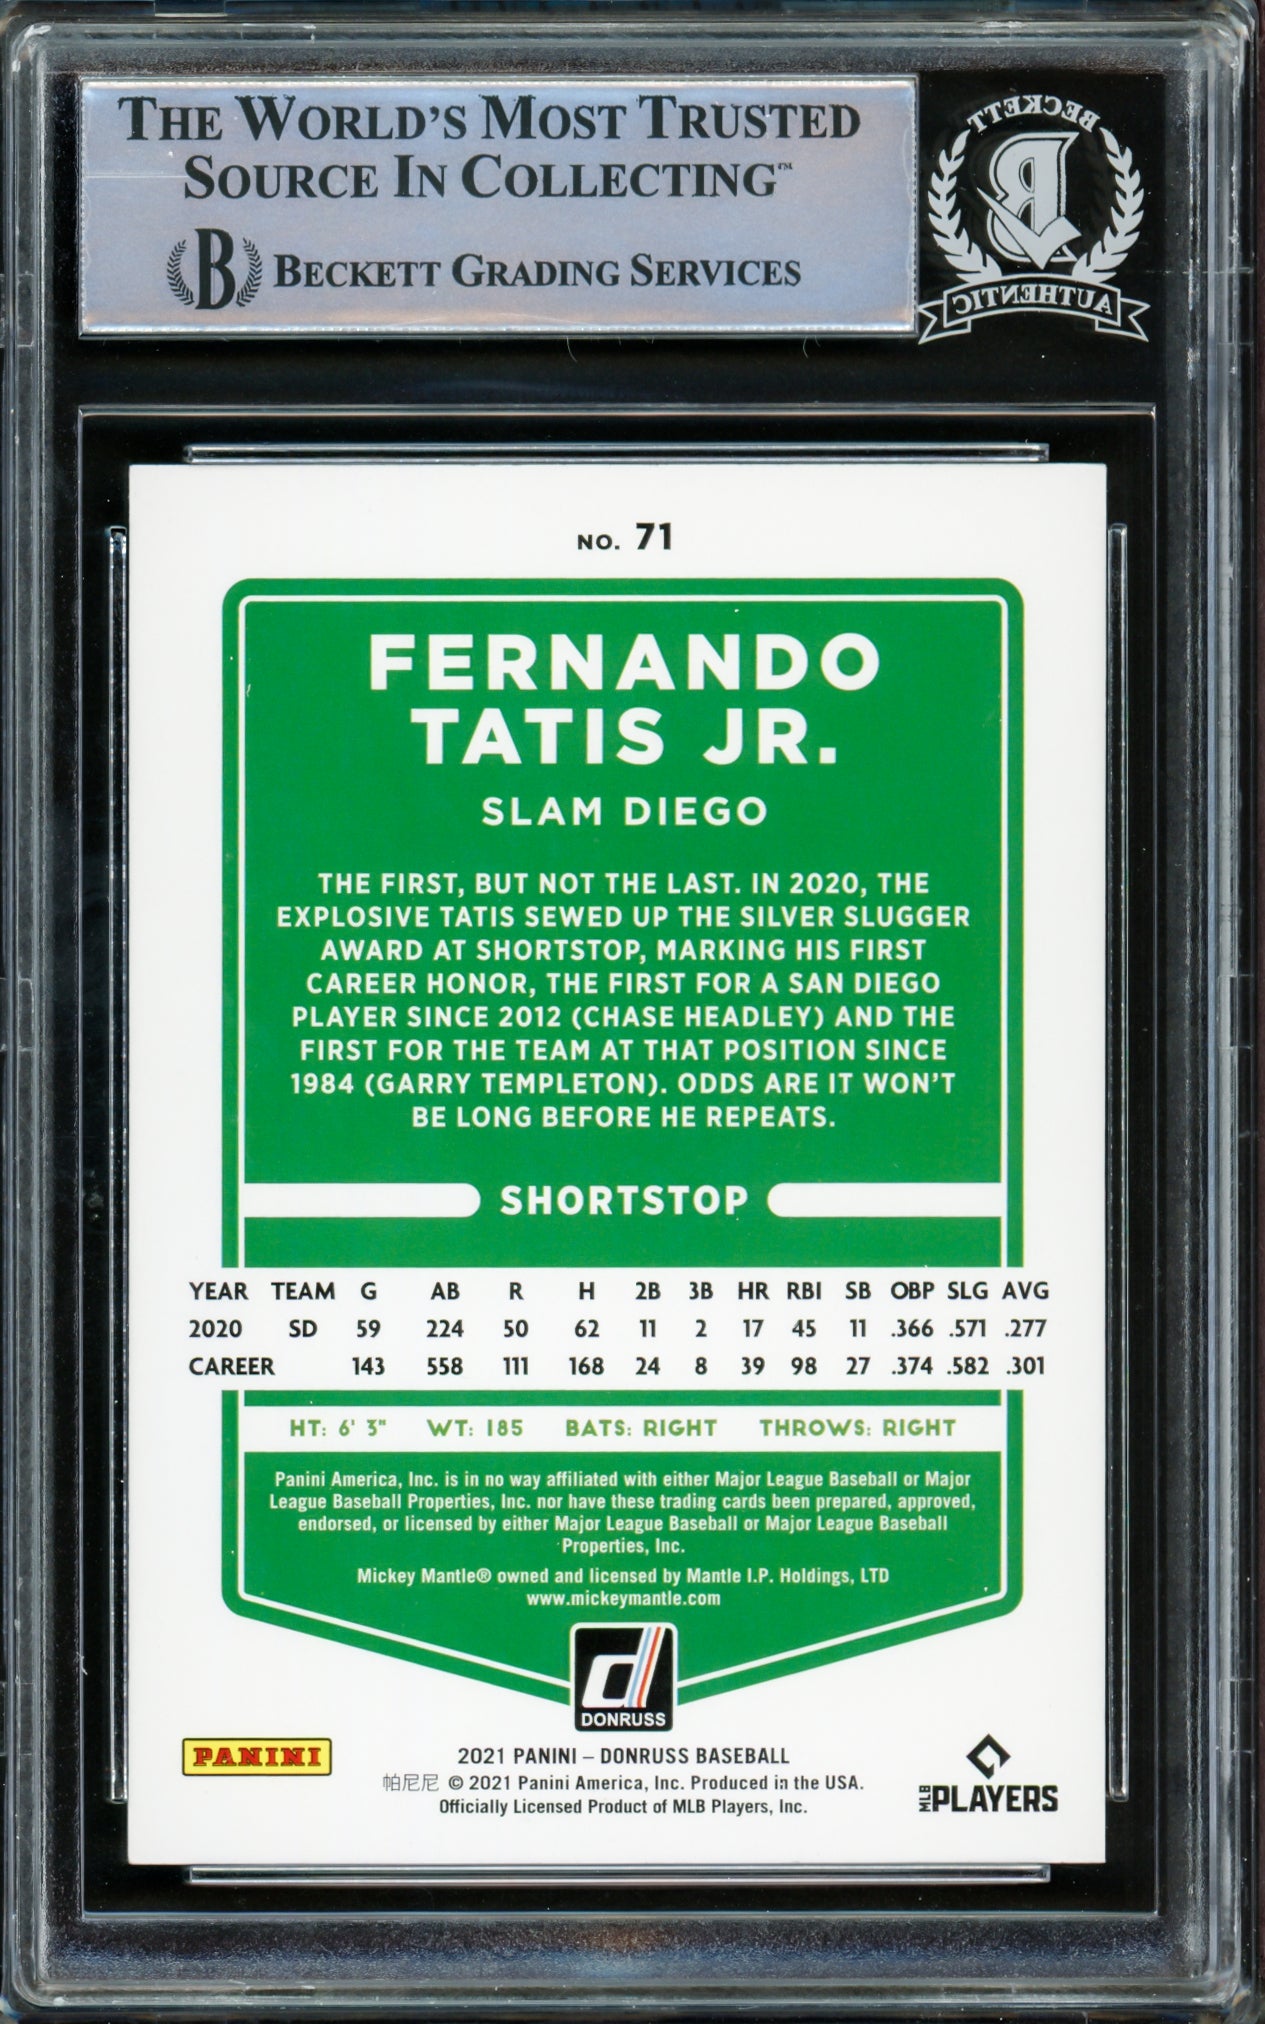 THE WORLD'S MOST TRUSTED
SOURCE IN COLLECTING™
B BECKETT GRADING SERVICES
BECKETT
B
AUTHENTIC
NO. 71
FERNANDO
TATIS JR.
SLAM DIEGO
THE FIRST, BUT NOT THE LAST. IN 2020, THE
EXPLOSIVE TATIS SEWED UP THE SILVER SLUGGER
AWARD AT SHORTSTOP, MARKING HIS FIRST
CAREER HONOR, THE FIRST FOR A SAN DIEGO
PLAYER SINCE 2012 (CHASE HEADLEY) AND THE
FIRST FOR THE TEAM AT THAT POSITION SINCE
1984 (GARRY TEMPLETON). ODDS ARE IT WON'T
BE LONG BEFORE HE REPEATS.
SHORTSTOP
YEAR TEAM G AB R H 2B 3B HR RBI SB OBP SLG AVG
2020 SD 59 224 50 62 11 2 17 45 11 .366 .571 .277
CAREER 143 558 111 168 24 8 39 98 27 .374 .582 .301
HT: 6' 3" WT: 185 BATS: RIGHT THROWS: RIGHT
Panini America, Inc. is in no way affiliated with either Major League Baseball or Major
League Baseball Properties, Inc. nor have these trading cards been prepared, approved,
endorsed, or licensed by either Major League Baseball or Major League Baseball
Properties, Inc.
Mickey Mantle® owned and licensed by Mantle I.P. Holdings, LTD
www.mickeymantle.com
d
DONRUSS
PANINI
2021 PANINI – DONRUSS BASEBALL
帕尼尼 © 2021 Panini America, Inc. Produced in the USA.
Officially Licensed Product of MLB Players, Inc.
MLB PLAYERS